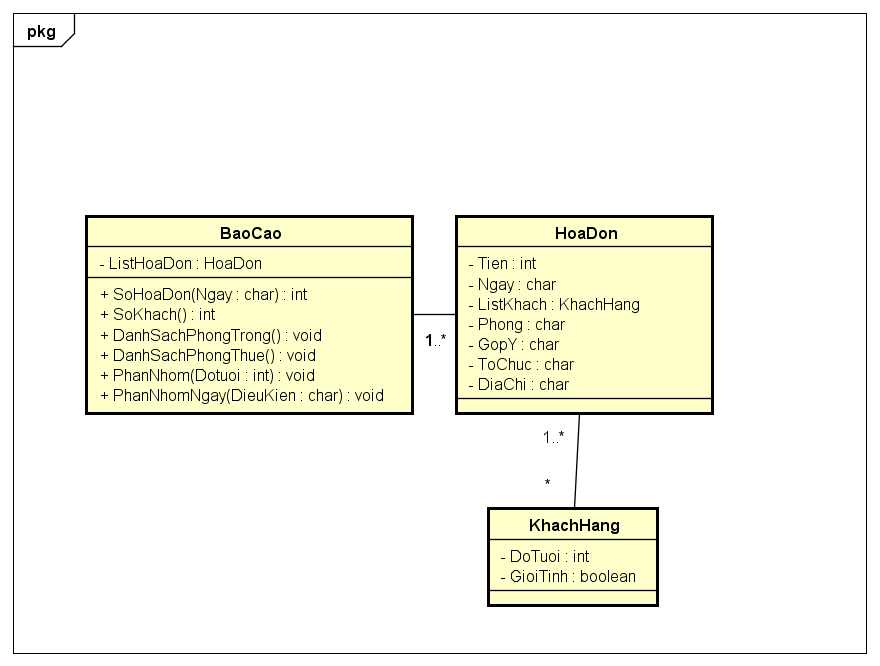 pkg
BaoCao
- ListHoaDon : HoaDon
+ SoHoaDon(Ngay : char) : int
+ SoKhach() : int
+ DanhSachPhongTrong() : void
+ DanhSachPhongThue() : void
+ PhanNhom(Dotuoi : int) : void
+ PhanNhomNgay(DieuKien : char) : void
1..*
HoaDon
- Tien : int
- Ngay : char
- ListKhach : KhachHang
- Phong : char
- GopY : char
- ToChuc : char
- DiaChi : char
1..*
*
KhachHang
- DoTuoi : int
- GioiTinh : boolean